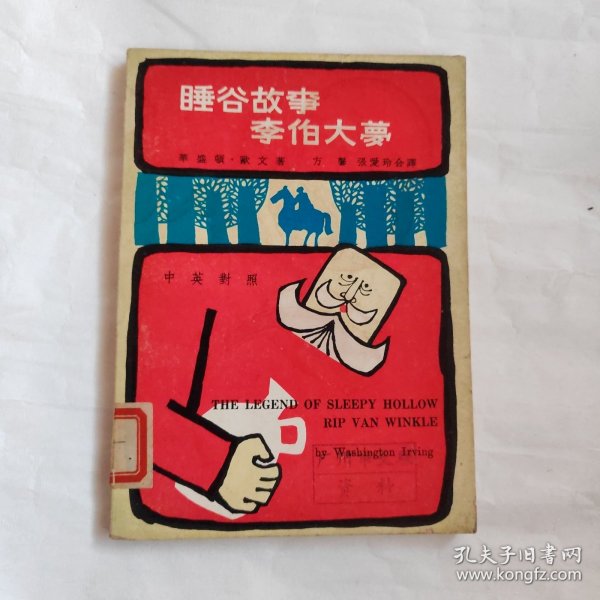 睡谷故事
李伯大夢
華盛頓·歐文著 方馨 張愛玲合譯
中英對照
THE LEGEND OF SLEEPY HOLLOW
RIP VAN WINKLE
by Washington Irving
資料
孔夫子旧书网
www.kongfz.com